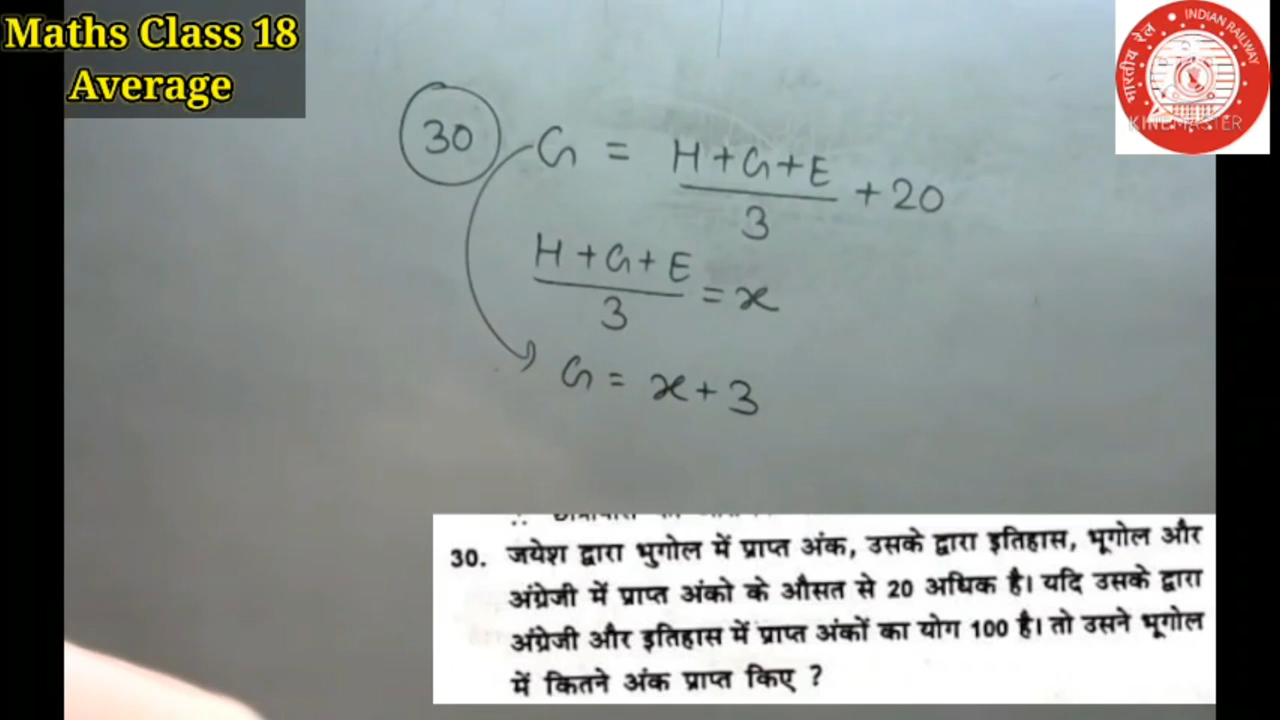 Maths Class 18
Average
भारतीय रेल INDIAN RAILWAY
KINEMASTER
30 G = H+G+E / 3 + 20
H+G+E / 3 = x
G = x+3
30. जयेश द्वारा भुगोल में प्राप्त अंक, उसके द्वारा इतिहास, भूगोल और
अंग्रेजी में प्राप्त अंको के औसत से 20 अधिक है। यदि उसके द्वारा
अंग्रेजी और इतिहास में प्राप्त अंकों का योग 100 है। तो उसने भूगोल
में कितने अंक प्राप्त किए ?